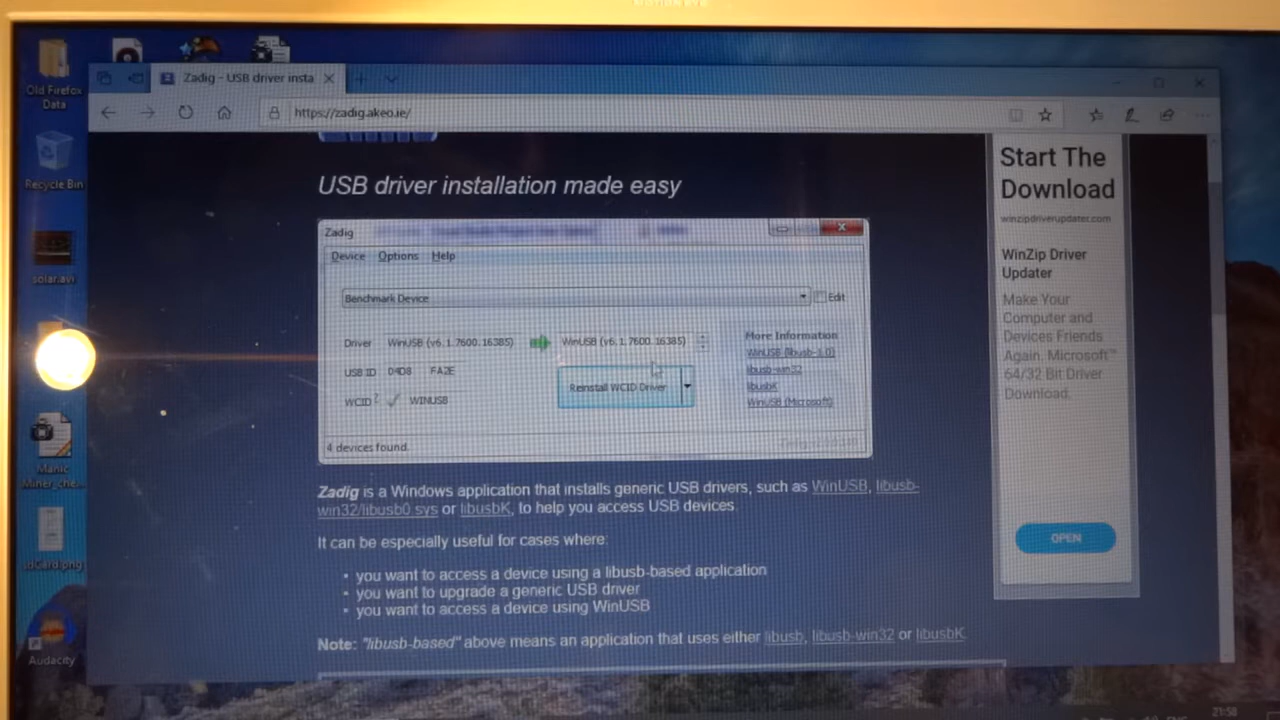 Old Firefox
Data
Recycle Bin
solar.avi
Manic
Miner_che...
sdCard.png
Audacity
Zadig - USB driver insta
https://zadig.akeo.ie/
USB driver installation made easy
Zadig
Device Options Help
Benchmark Device
Edit
Driver WinUSB (v6.1.7600.16385) WinUSB (v6.1.7600.16385)
USB ID 04D8 FA2E
WCID ? WINUSB
Reinstall WCID Driver
More Information
WinUSB (libusb-1.0)
libusb-win32
libusbK
WinUSB (Microsoft)
4 devices found.
Zadig is a Windows application that installs generic USB drivers, such as WinUSB, libusb-
win32/libusb0.sys or libusbK, to help you access USB devices.
It can be especially useful for cases where:
• you want to access a device using a libusb-based application
• you want to upgrade a generic USB driver
• you want to access a device using WinUSB
Note: "libusb-based" above means an application that uses either libusb, libusb-win32 or libusbK.
Start The
Download
winzipdriverupdater.com
WinZip Driver
Updater
Make Your
Computer and
Devices Friends
Again. Microsoft™
64/32 Bit Driver
Download.
OPEN
21:58